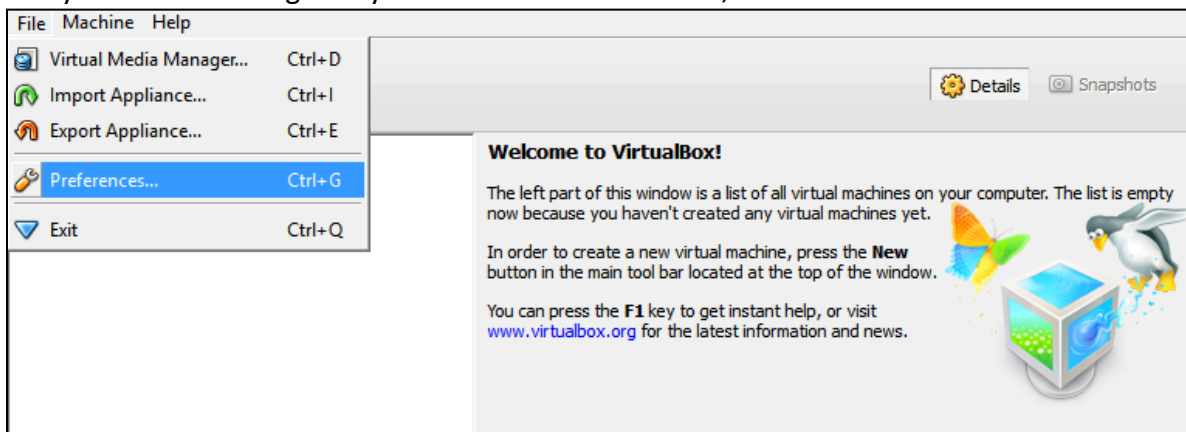 File Machine Help
Virtual Media Manager... Ctrl+D
Import Appliance... Ctrl+I
Export Appliance... Ctrl+E
Preferences... Ctrl+G
Exit Ctrl+Q
Details Snapshots
Welcome to VirtualBox!
The left part of this window is a list of all virtual machines on your computer. The list is empty
now because you haven't created any virtual machines yet.
In order to create a new virtual machine, press the New
button in the main tool bar located at the top of the window.
You can press the F1 key to get instant help, or visit
www.virtualbox.org for the latest information and news.